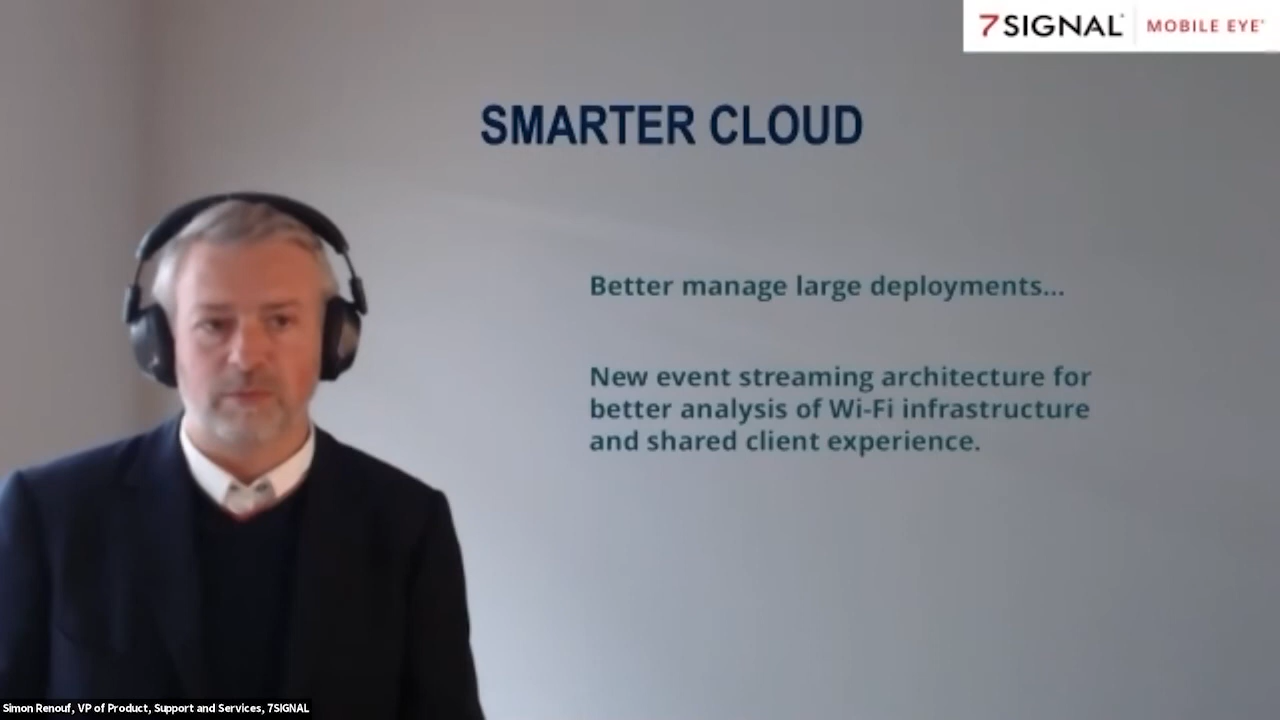 7SIGNAL® MOBILE EYE®
SMARTER CLOUD
Better manage large deployments...
New event streaming architecture for
better analysis of Wi-Fi infrastructure
and shared client experience.
Simon Renouf, VP of Product, Support and Services, 7SIGNAL